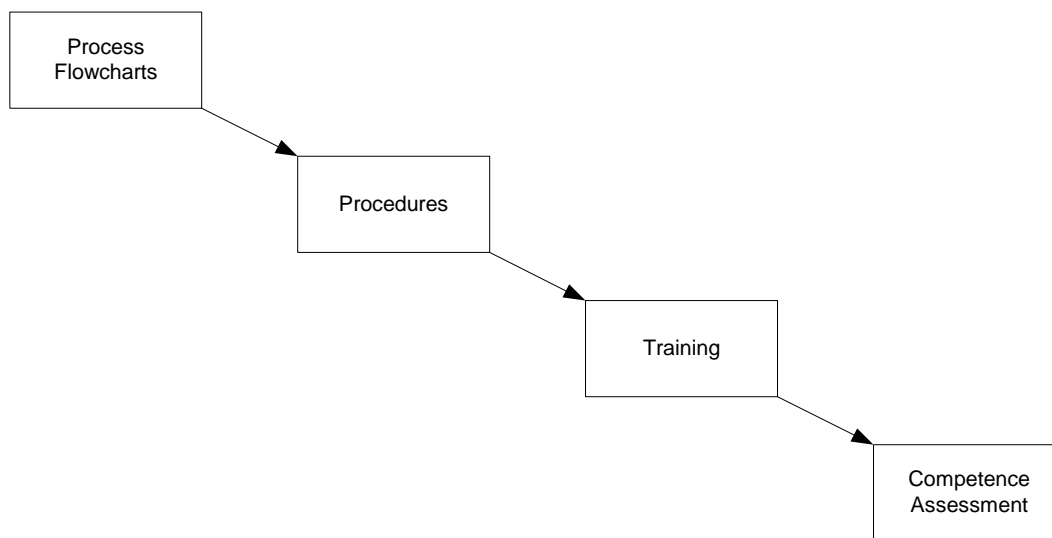 Process
Flowcharts
Procedures
Training
Competence
Assessment